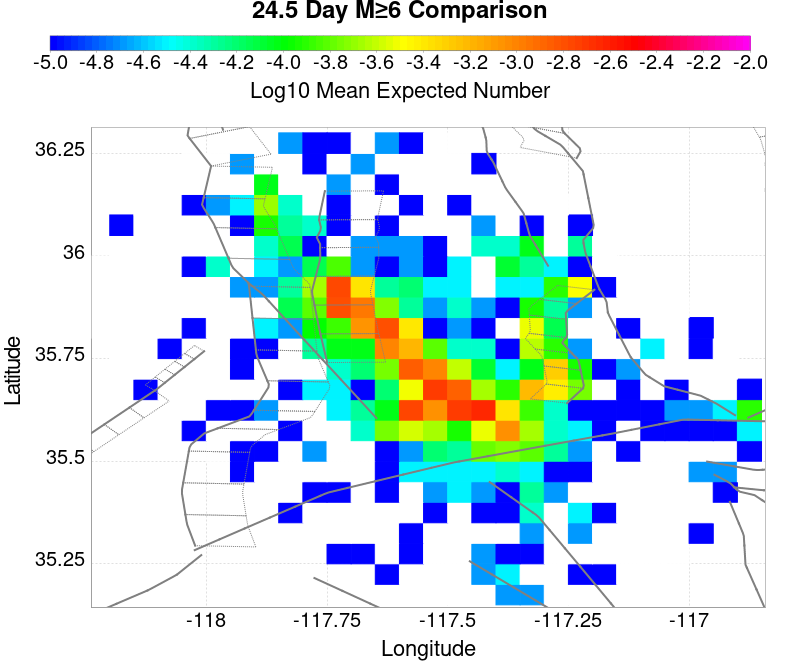 24.5 Day M≥6 Comparison
-5.0 -4.8 -4.6 -4.4 -4.2 -4.0 -3.8 -3.6 -3.4 -3.2 -3.0 -2.8 -2.6 -2.4 -2.2 -2.0
Log10 Mean Expected Number
36.25
36
35.75
35.5
35.25
Latitude
-118 -117.75 -117.5 -117.25 -117
Longitude